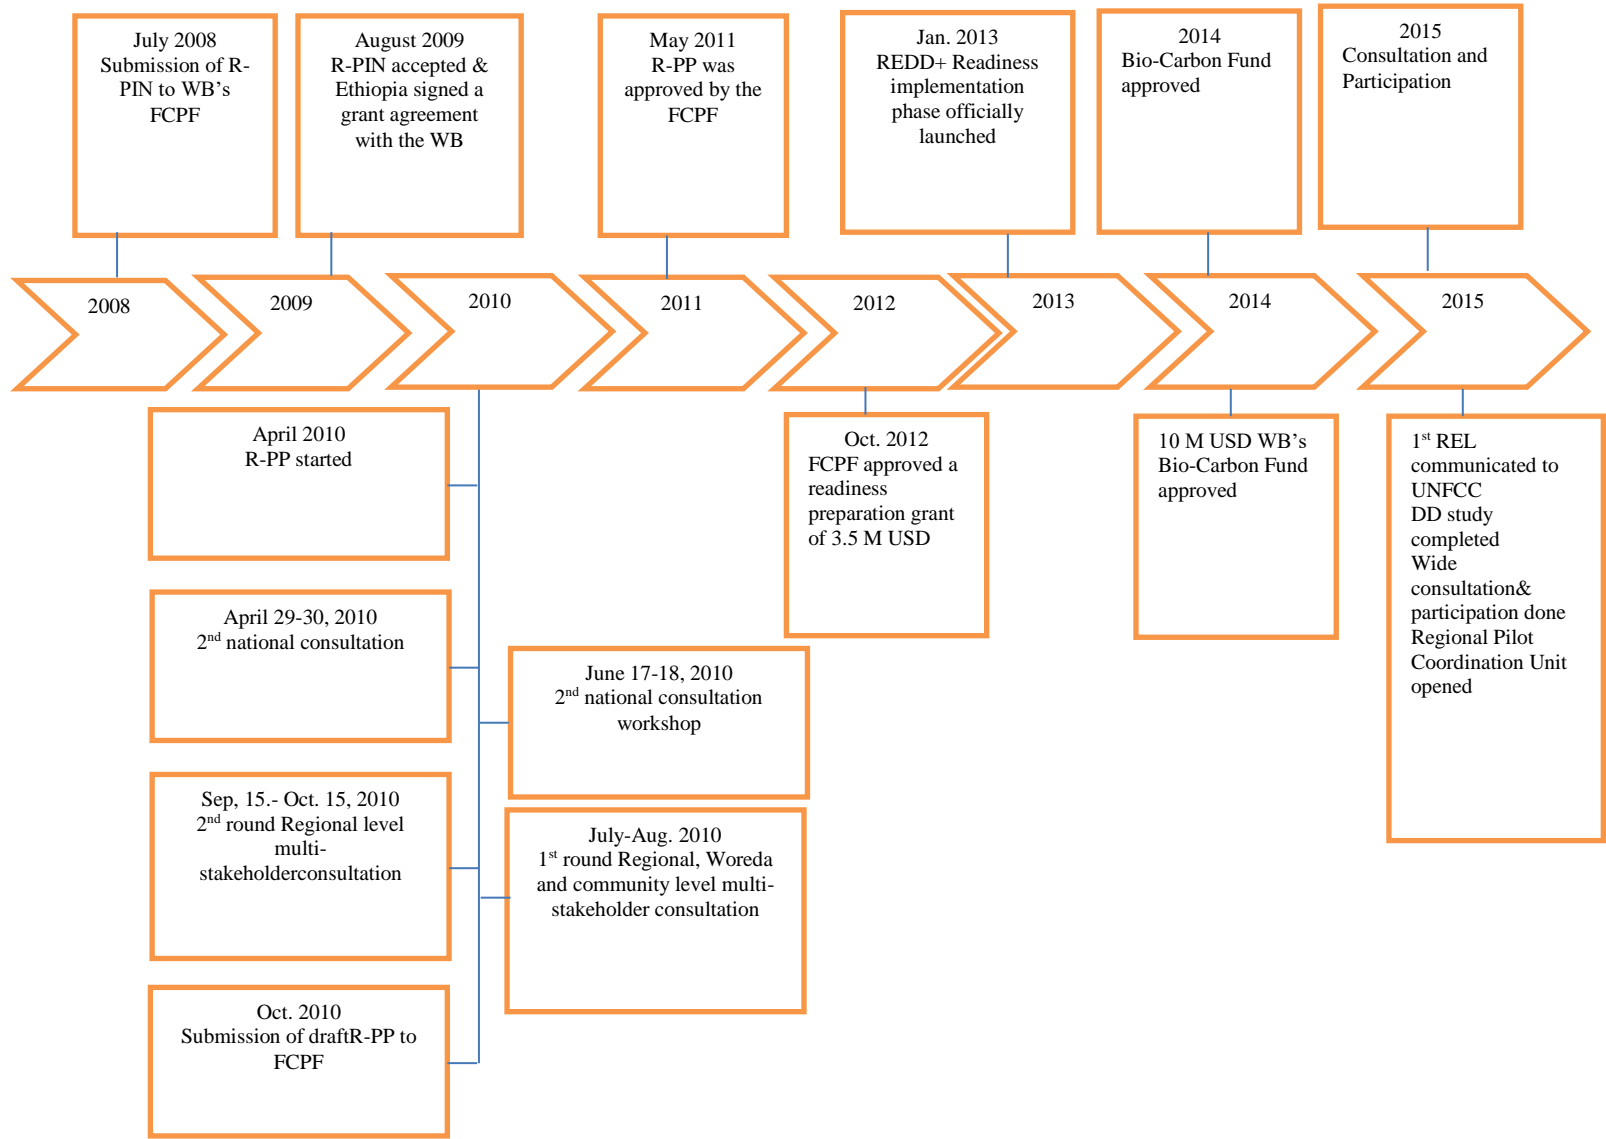 July 2008
Submission of R-
PIN to WB's
FCPF
August 2009
R-PIN accepted &
Ethiopia signed a
grant agreement
with the WB
May 2011
R-PP was
approved by the
FCPF
Jan. 2013
REDD+ Readiness
implementation
phase officially
launched
2014
Bio-Carbon Fund
approved
2015
Consultation and
Participation
2008
2009
2010
2011
2012
2013
2014
2015
April 2010
R-PP started
April 29-30, 2010
2nd national consultation
Sep, 15.- Oct. 15, 2010
2nd round Regional level
multi-
stakeholderconsultation
Oct. 2010
Submission of draftR-PP to
FCPF
June 17-18, 2010
2nd national consultation
workshop
July-Aug. 2010
1st round Regional, Woreda
and community level multi-
stakeholder consultation
Oct. 2012
FCPF approved a
readiness
preparation grant
of 3.5 M USD
10 M USD WB's
Bio-Carbon Fund
approved
1st REL
communicated to
UNFCC
DD study
completed
Wide
consultation&
participation done
Regional Pilot
Coordination Unit
opened